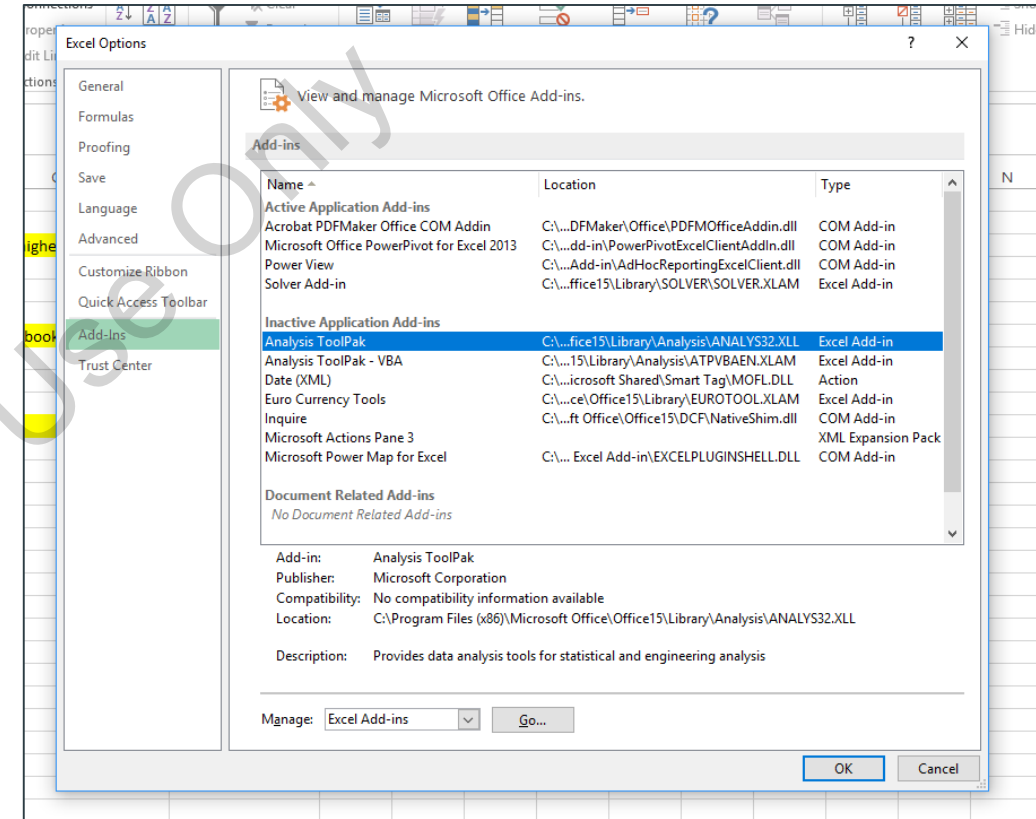 Clear
Hid
Excel Options
?
dit Li
ctions
General
Formulas
Proofing
Save
Language
Advanced
Customize Ribbon
Quick Access Toolbar
Add-Ins
Trust Center
View and manage Microsoft Office Add-ins.
Add-ins
Name Location Type
Active Application Add-ins
Acrobat PDFMaker Office COM Addin C:\...DFMaker\Office\PDFMOfficeAddin.dll COM Add-in
Microsoft Office PowerPivot for Excel 2013 C:\...dd-in\PowerPivotExcelClientAddIn.dll COM Add-in
Power View C:\...Add-in\AdHocReportingExcelClient.dll COM Add-in
Solver Add-in C:\...ffice15\Library\SOLVER\SOLVER.XLAM Excel Add-in
Inactive Application Add-ins
Analysis ToolPak C:\...fice15\Library\Analysis\ANALYS32.XLL Excel Add-in
Analysis ToolPak - VBA C:\...15\Library\Analysis\ATPVBAEN.XLAM Excel Add-in
Date (XML) C:\...icrosoft Shared\Smart Tag\MOFL.DLL Action
Euro Currency Tools C:\...ce\Office15\Library\EUROTOOL.XLAM Excel Add-in
Inquire C:\...ft Office\Office15\DCF\NativeShim.dll COM Add-in
Microsoft Actions Pane 3 XML Expansion Pack
Microsoft Power Map for Excel C:\... Excel Add-in\EXCELPLUGINSHELL.DLL COM Add-in
Document Related Add-ins
No Document Related Add-ins
Add-in: Analysis ToolPak
Publisher: Microsoft Corporation
Compatibility: No compatibility information available
Location: C:\Program Files (x86)\Microsoft Office\Office15\Library\Analysis\ANALYS32.XLL
Description: Provides data analysis tools for statistical and engineering analysis
Manage: Excel Add-ins Go...
OK Cancel
N
ighe
book
Use Only